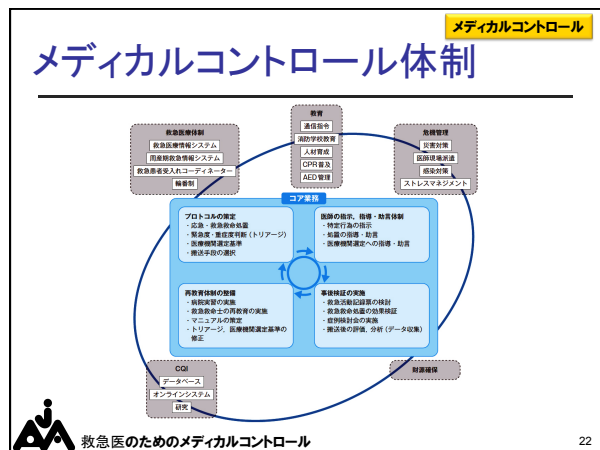 メディカルコントロール
メディカルコントロール体制
救急医療体制
救急医療情報システム
周産期救急情報システム
救急患者受入れコーディネーター
輪番制
教育
通信指令
消防学校教育
人材育成
CPR普及
AED管理
危機管理
災害対策
医師現場派遣
感染対策
ストレスマネジメント
コア業務
プロトコルの策定
・応急・救急救命処置
・緊急度・重症度判断（トリアージ）
・医療機関選定基準
・搬送手段の選択
医師の指示，指導・助言体制
・特定行為の指示
・処置の指導・助言
・医療機関選定への指導・助言
再教育体制の整備
・病院実習の実施
・救急救命士の再教育の実施
・マニュアルの策定
・トリアージ，医療機関選定基準の
修正
事後検証の実施
・救急活動記録票の検討
・救急救命処置の効果検証
・症例検討会の実施
・搬送後の評価，分析（データ収集）
CQI
データベース
オンラインシステム
研究
財源確保
JAAM
救急医のためのメディカルコントロール
22